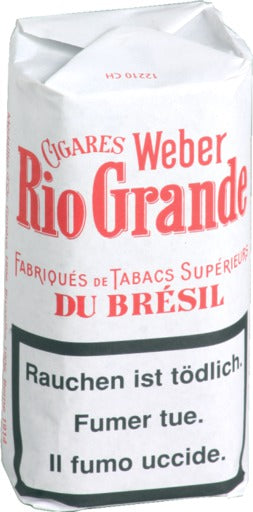 12210 CH
CIGARES Weber
Rio Grande
FABRIQUÉS DE TABACS SUPÉRIEURS
DU BRÉSIL
Rauchen ist tödlich.
Fumer tue.
Il fumo uccide.